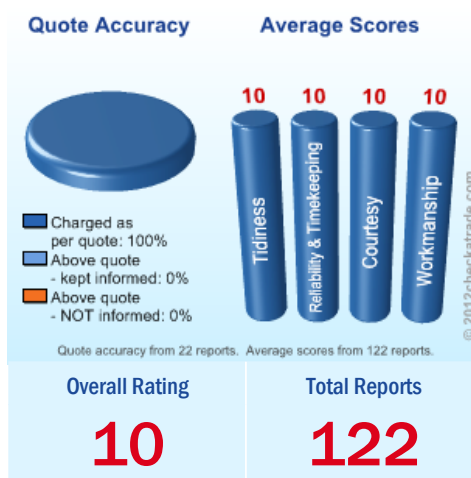 Quote Accuracy
Average Scores
10 10 10 10
Tidiness
Reliability & Timekeeping
Courtesy
Workmanship
Charged as
per quote: 100%
Above quote
- kept informed: 0%
Above quote
- NOT informed: 0%
© 2012checkatrade.com
Quote accuracy from 22 reports. Average scores from 122 reports.
Overall Rating
Total Reports
10
122